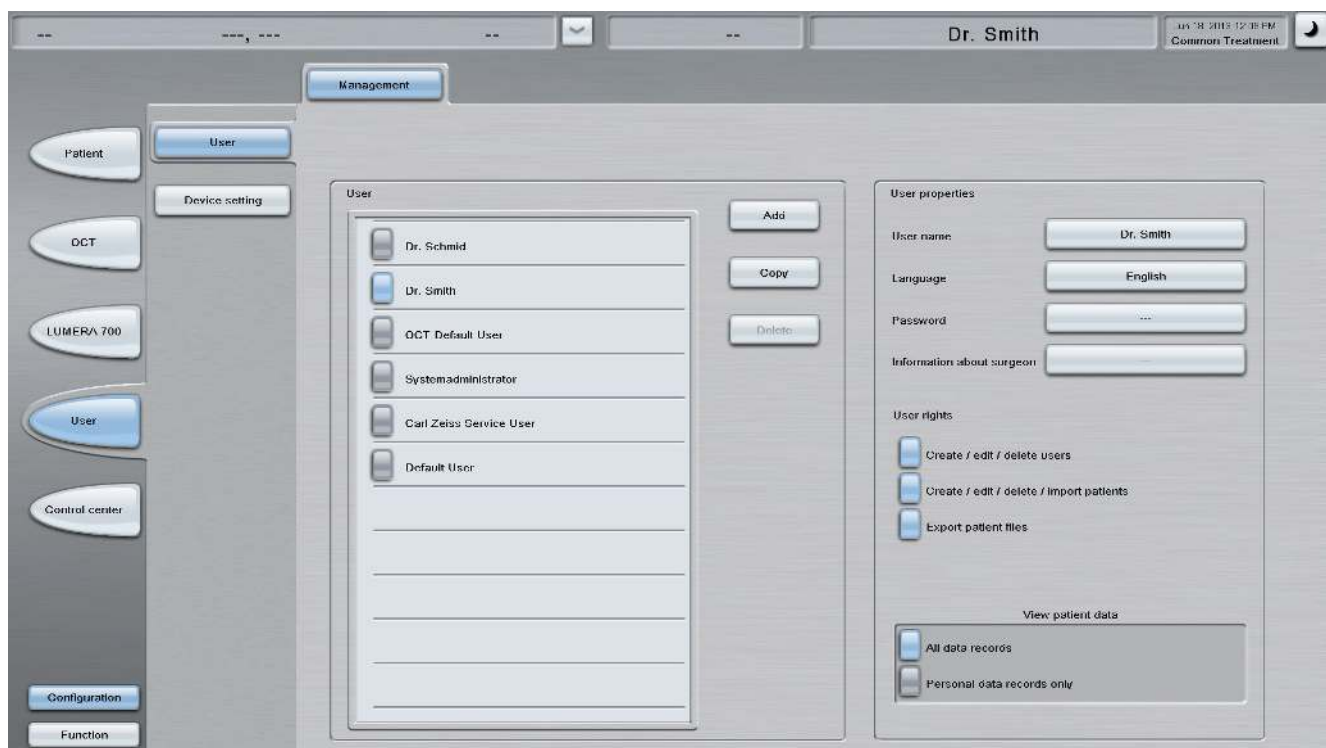 -- ---, --- -- -- Dr. Smith
12:38 PM
Common Treatment
Management
User
Device setting
Patient
OCT
LUMERA 700
User
Control center
Configuration
Function
User
Dr. Schmid
Dr. Smith
OCT Default User
Systemadministrator
Carl Zeiss Service User
Default User
Add
Copy
Delete
User properties
User name Dr. Smith
Language English
Password ---
Information about surgeon ---
User rights
Create / edit / delete users
Create / edit / delete / import patients
Export patient files
View patient data
All data records
Personal data records only